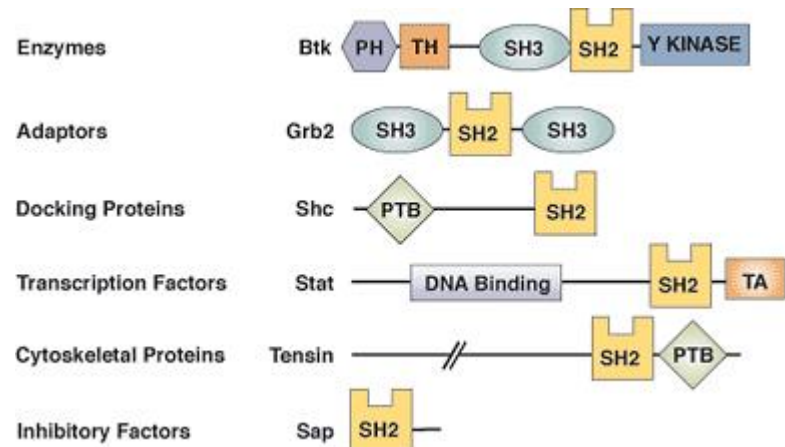 Enzymes Btk PH TH SH3 SH2 Y KINASE
Adaptors Grb2 SH3 SH2 SH3
Docking Proteins Shc PTB SH2
Transcription Factors Stat DNA Binding SH2 TA
Cytoskeletal Proteins Tensin SH2 PTB
Inhibitory Factors Sap SH2